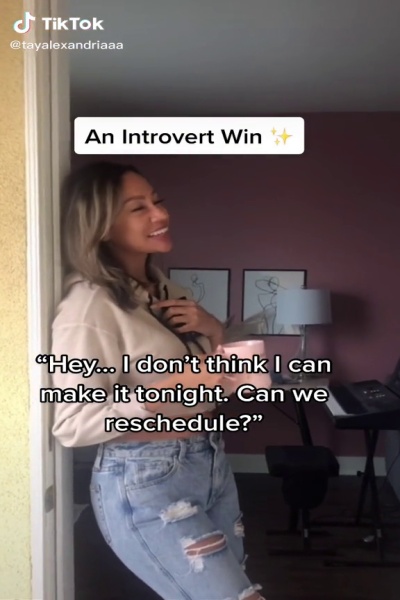 TikTok
@tayalexandriaaa
An Introvert Win ✨
“Hey... I don’t think I can
make it tonight. Can we
reschedule?”